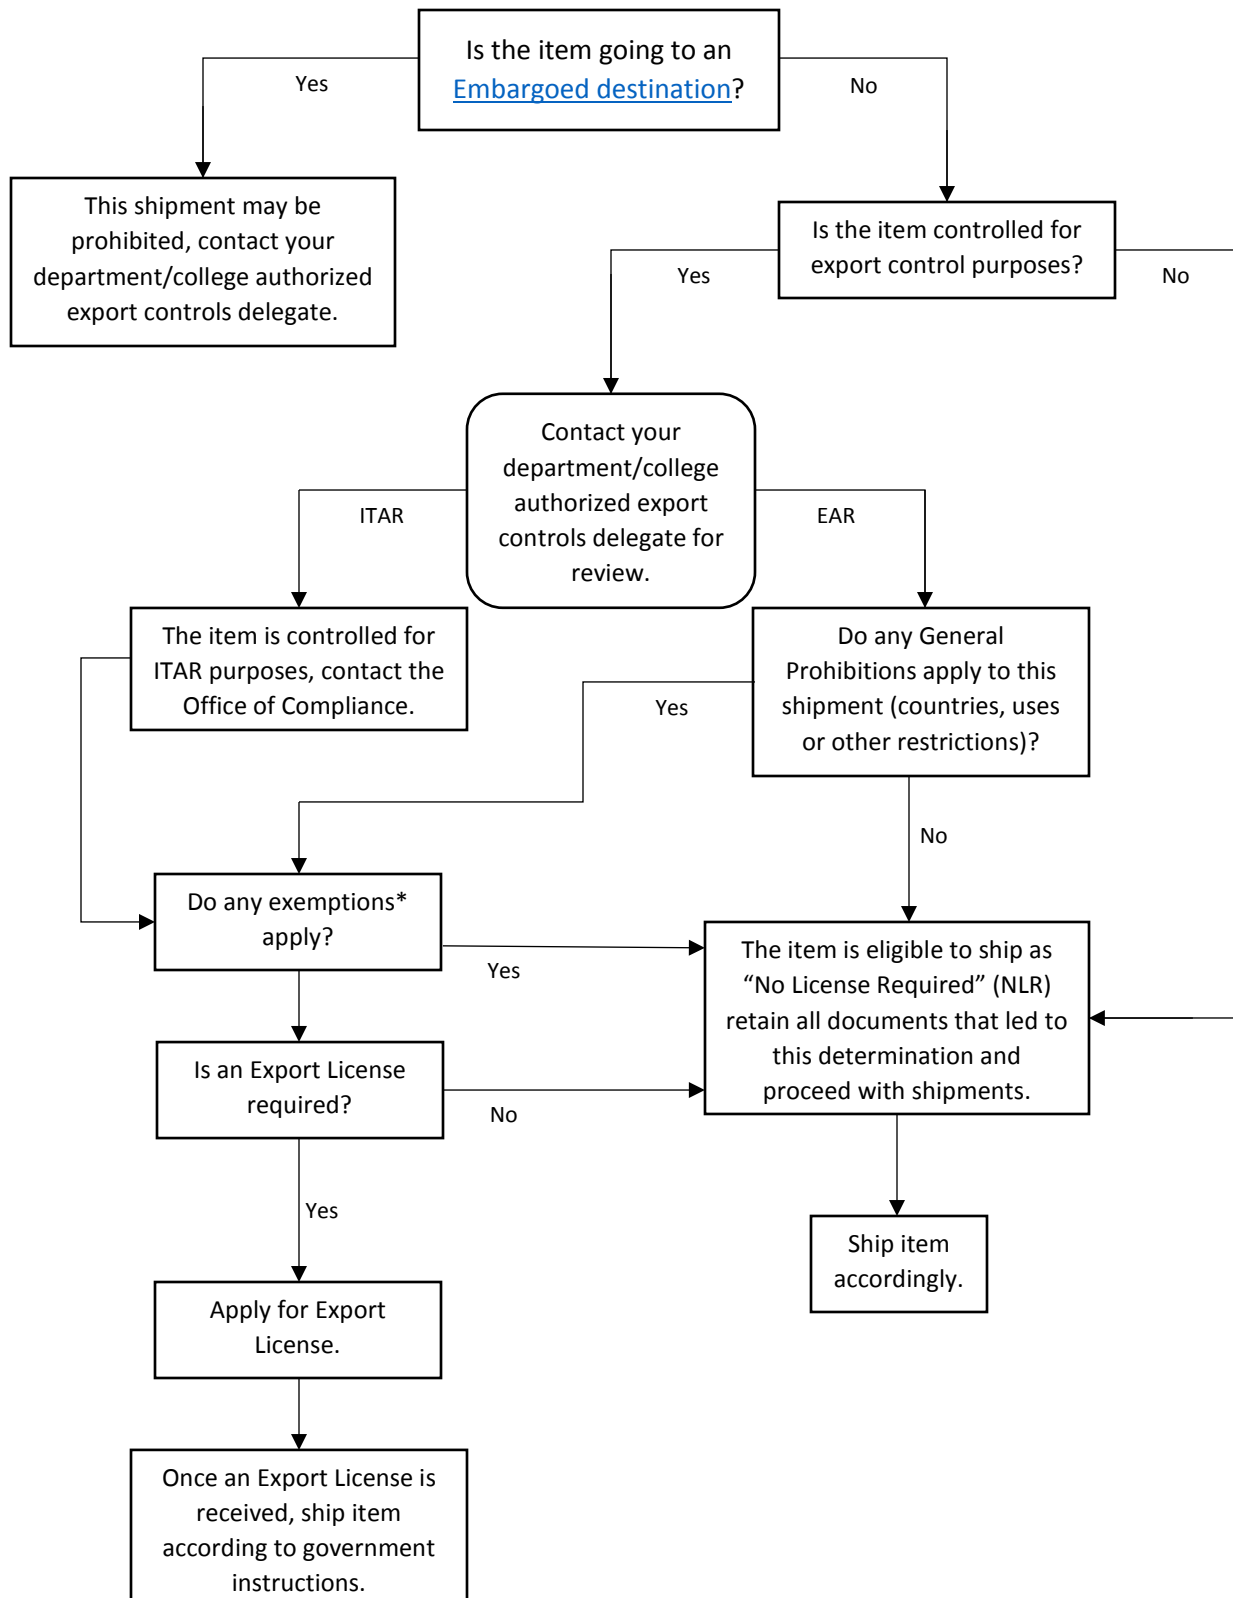 Is the item going to an
Embargoed destination?
Yes
No
This shipment may be
prohibited, contact your
department/college authorized
export controls delegate.
Is the item controlled for
export control purposes?
Yes
No
Contact your
department/college
authorized export
controls delegate for
review.
ITAR
EAR
The item is controlled for
ITAR purposes, contact the
Office of Compliance.
Do any General
Prohibitions apply to this
shipment (countries, uses
or other restrictions)?
Yes
No
Do any exemptions*
apply?
Yes
The item is eligible to ship as
“No License Required” (NLR)
retain all documents that led to
this determination and
proceed with shipments.
Is an Export License
required?
No
Yes
Ship item
accordingly.
Apply for Export
License.
Once an Export License is
received, ship item
according to government
instructions.